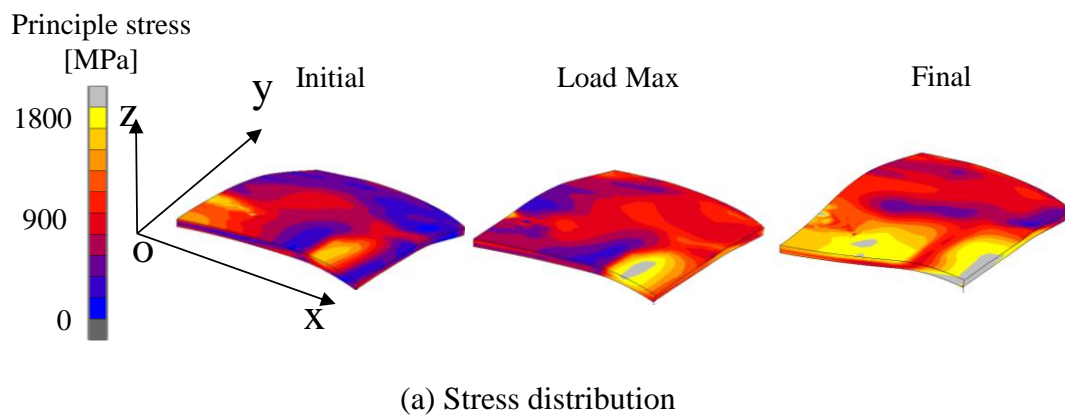 Principle stress
[MPa]
Initial
Load Max
Final
y
z
1800
900
O
x
0
(a) Stress distribution